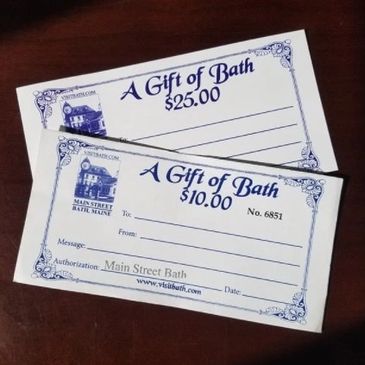 VISITBATH.COM
A Gift of Bath
$25.00
To:
VISITBATH.COM
A Gift of Bath
$10.00
MAIN STREET
BATH, MAINE
No. 6851
To:
From:
Message:
Authorization: Main Street Bath
Date:
www.visitbath.com